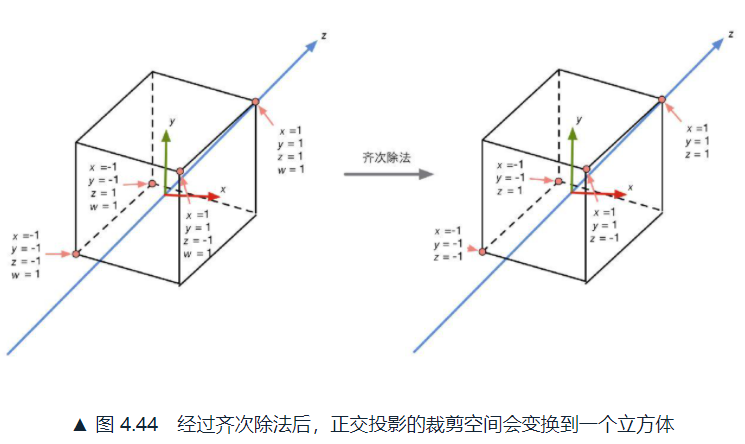 z
x =1
y = 1
z = 1
w = 1
y
x =-1
y = -1
z = 1
w = 1
x
x =1
y = 1
z = -1
w = 1
x =-1
y = -1
z = -1
w = 1
齐次除法
z
x =1
y = 1
z = 1
y
x =-1
y = -1
z = 1
x
x =1
y = 1
z = -1
x =-1
y = -1
z = -1
▲ 图 4.44 经过齐次除法后，正交投影的裁剪空间会变换到一个立方体